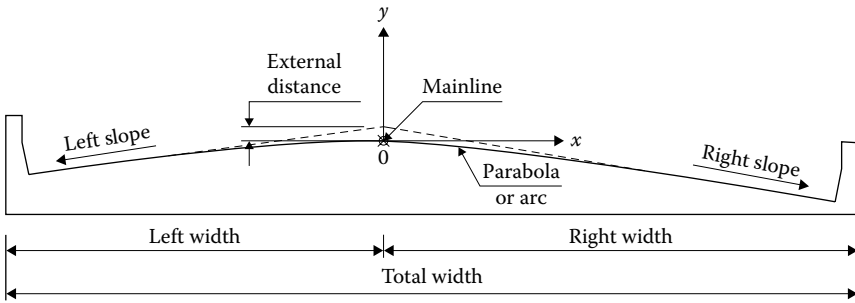 y
External
distance
Mainline
Left slope
x
0
Right slope
Parabola
or arc
Left width
Right width
Total width